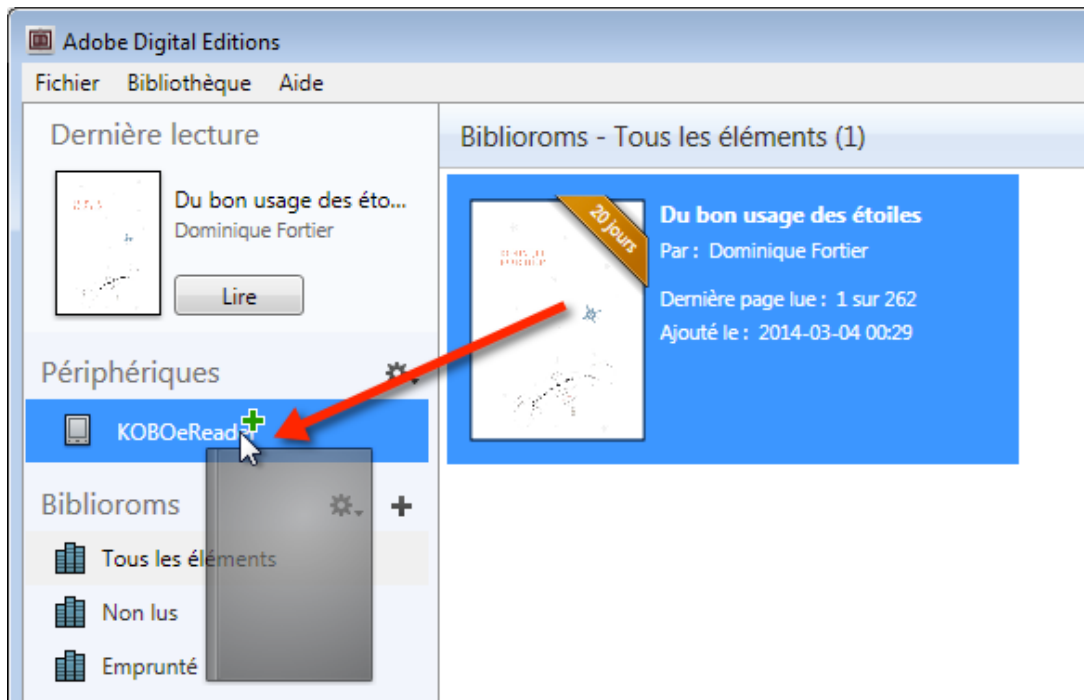 Adobe Digital Editions
Fichier Bibliothèque Aide
Dernière lecture
Du bon usage des éto...
Dominique Fortier
Lire
Périphériques
KOBOeReader
Biblioroms
Tous les éléments
Non lus
Emprunté
Biblioroms - Tous les éléments (1)
20 jours
Du bon usage des étoiles
Par : Dominique Fortier
Dernière page lue : 1 sur 262
Ajouté le : 2014-03-04 00:29